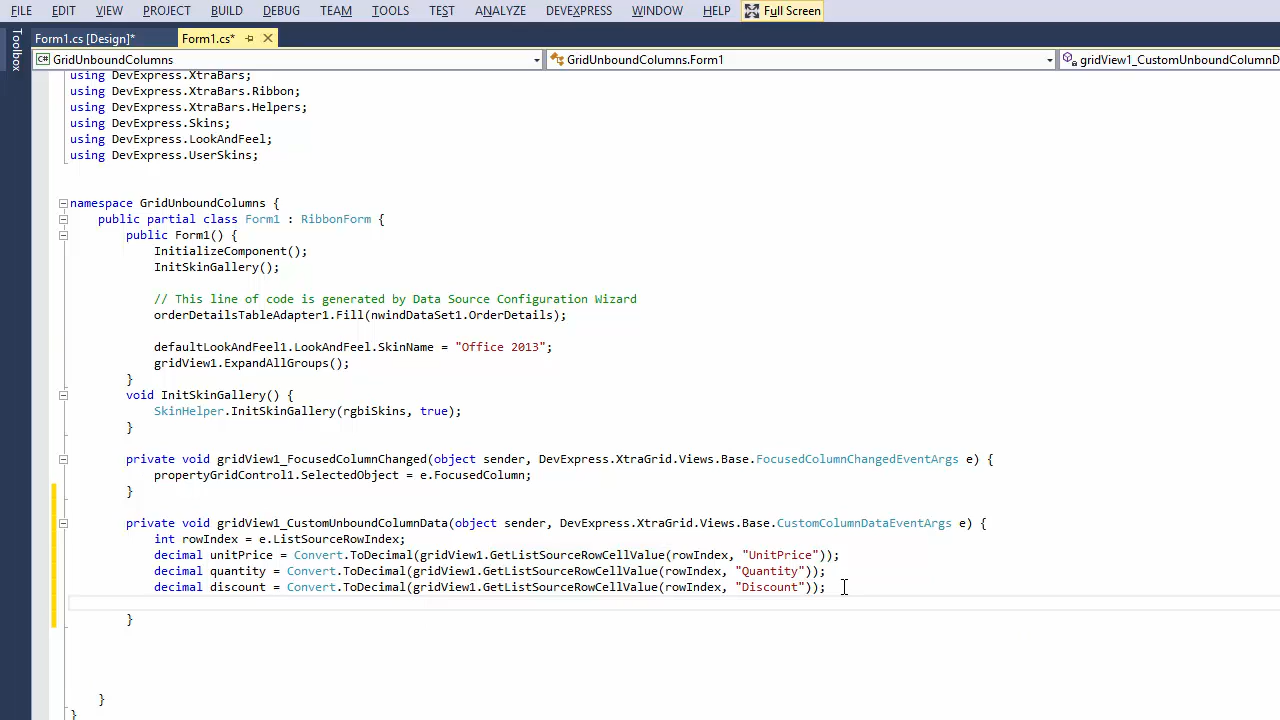 FILE EDIT VIEW PROJECT BUILD DEBUG TEAM TOOLS TEST ANALYZE DEVEXPRESS WINDOW HELP Full Screen
Toolbox
Form1.cs [Design]* Form1.cs*
C# GridUnboundColumns GridUnboundColumns.Form1 gridView1_CustomUnboundColumnD
using DevExpress.XtraBars;
using DevExpress.XtraBars.Ribbon;
using DevExpress.XtraBars.Helpers;
using DevExpress.Skins;
using DevExpress.LookAndFeel;
using DevExpress.UserSkins;
namespace GridUnboundColumns {
public partial class Form1 : RibbonForm {
public Form1() {
InitializeComponent();
InitSkinGallery();
// This line of code is generated by Data Source Configuration Wizard
orderDetailsTableAdapter1.Fill(nwindDataSet1.OrderDetails);
defaultLookAndFeel1.LookAndFeel.SkinName = "Office 2013";
gridView1.ExpandAllGroups();
}
void InitSkinGallery() {
SkinHelper.InitSkinGallery(rgbiSkins, true);
}
private void gridView1_FocusedColumnChanged(object sender, DevExpress.XtraGrid.Views.Base.FocusedColumnChangedEventArgs e) {
propertyGridControl1.SelectedObject = e.FocusedColumn;
}
private void gridView1_CustomUnboundColumnData(object sender, DevExpress.XtraGrid.Views.Base.CustomColumnDataEventArgs e) {
int rowIndex = e.ListSourceRowIndex;
decimal unitPrice = Convert.ToDecimal(gridView1.GetListSourceRowCellValue(rowIndex, "UnitPrice"));
decimal quantity = Convert.ToDecimal(gridView1.GetListSourceRowCellValue(rowIndex, "Quantity"));
decimal discount = Convert.ToDecimal(gridView1.GetListSourceRowCellValue(rowIndex, "Discount"));
}
}
}